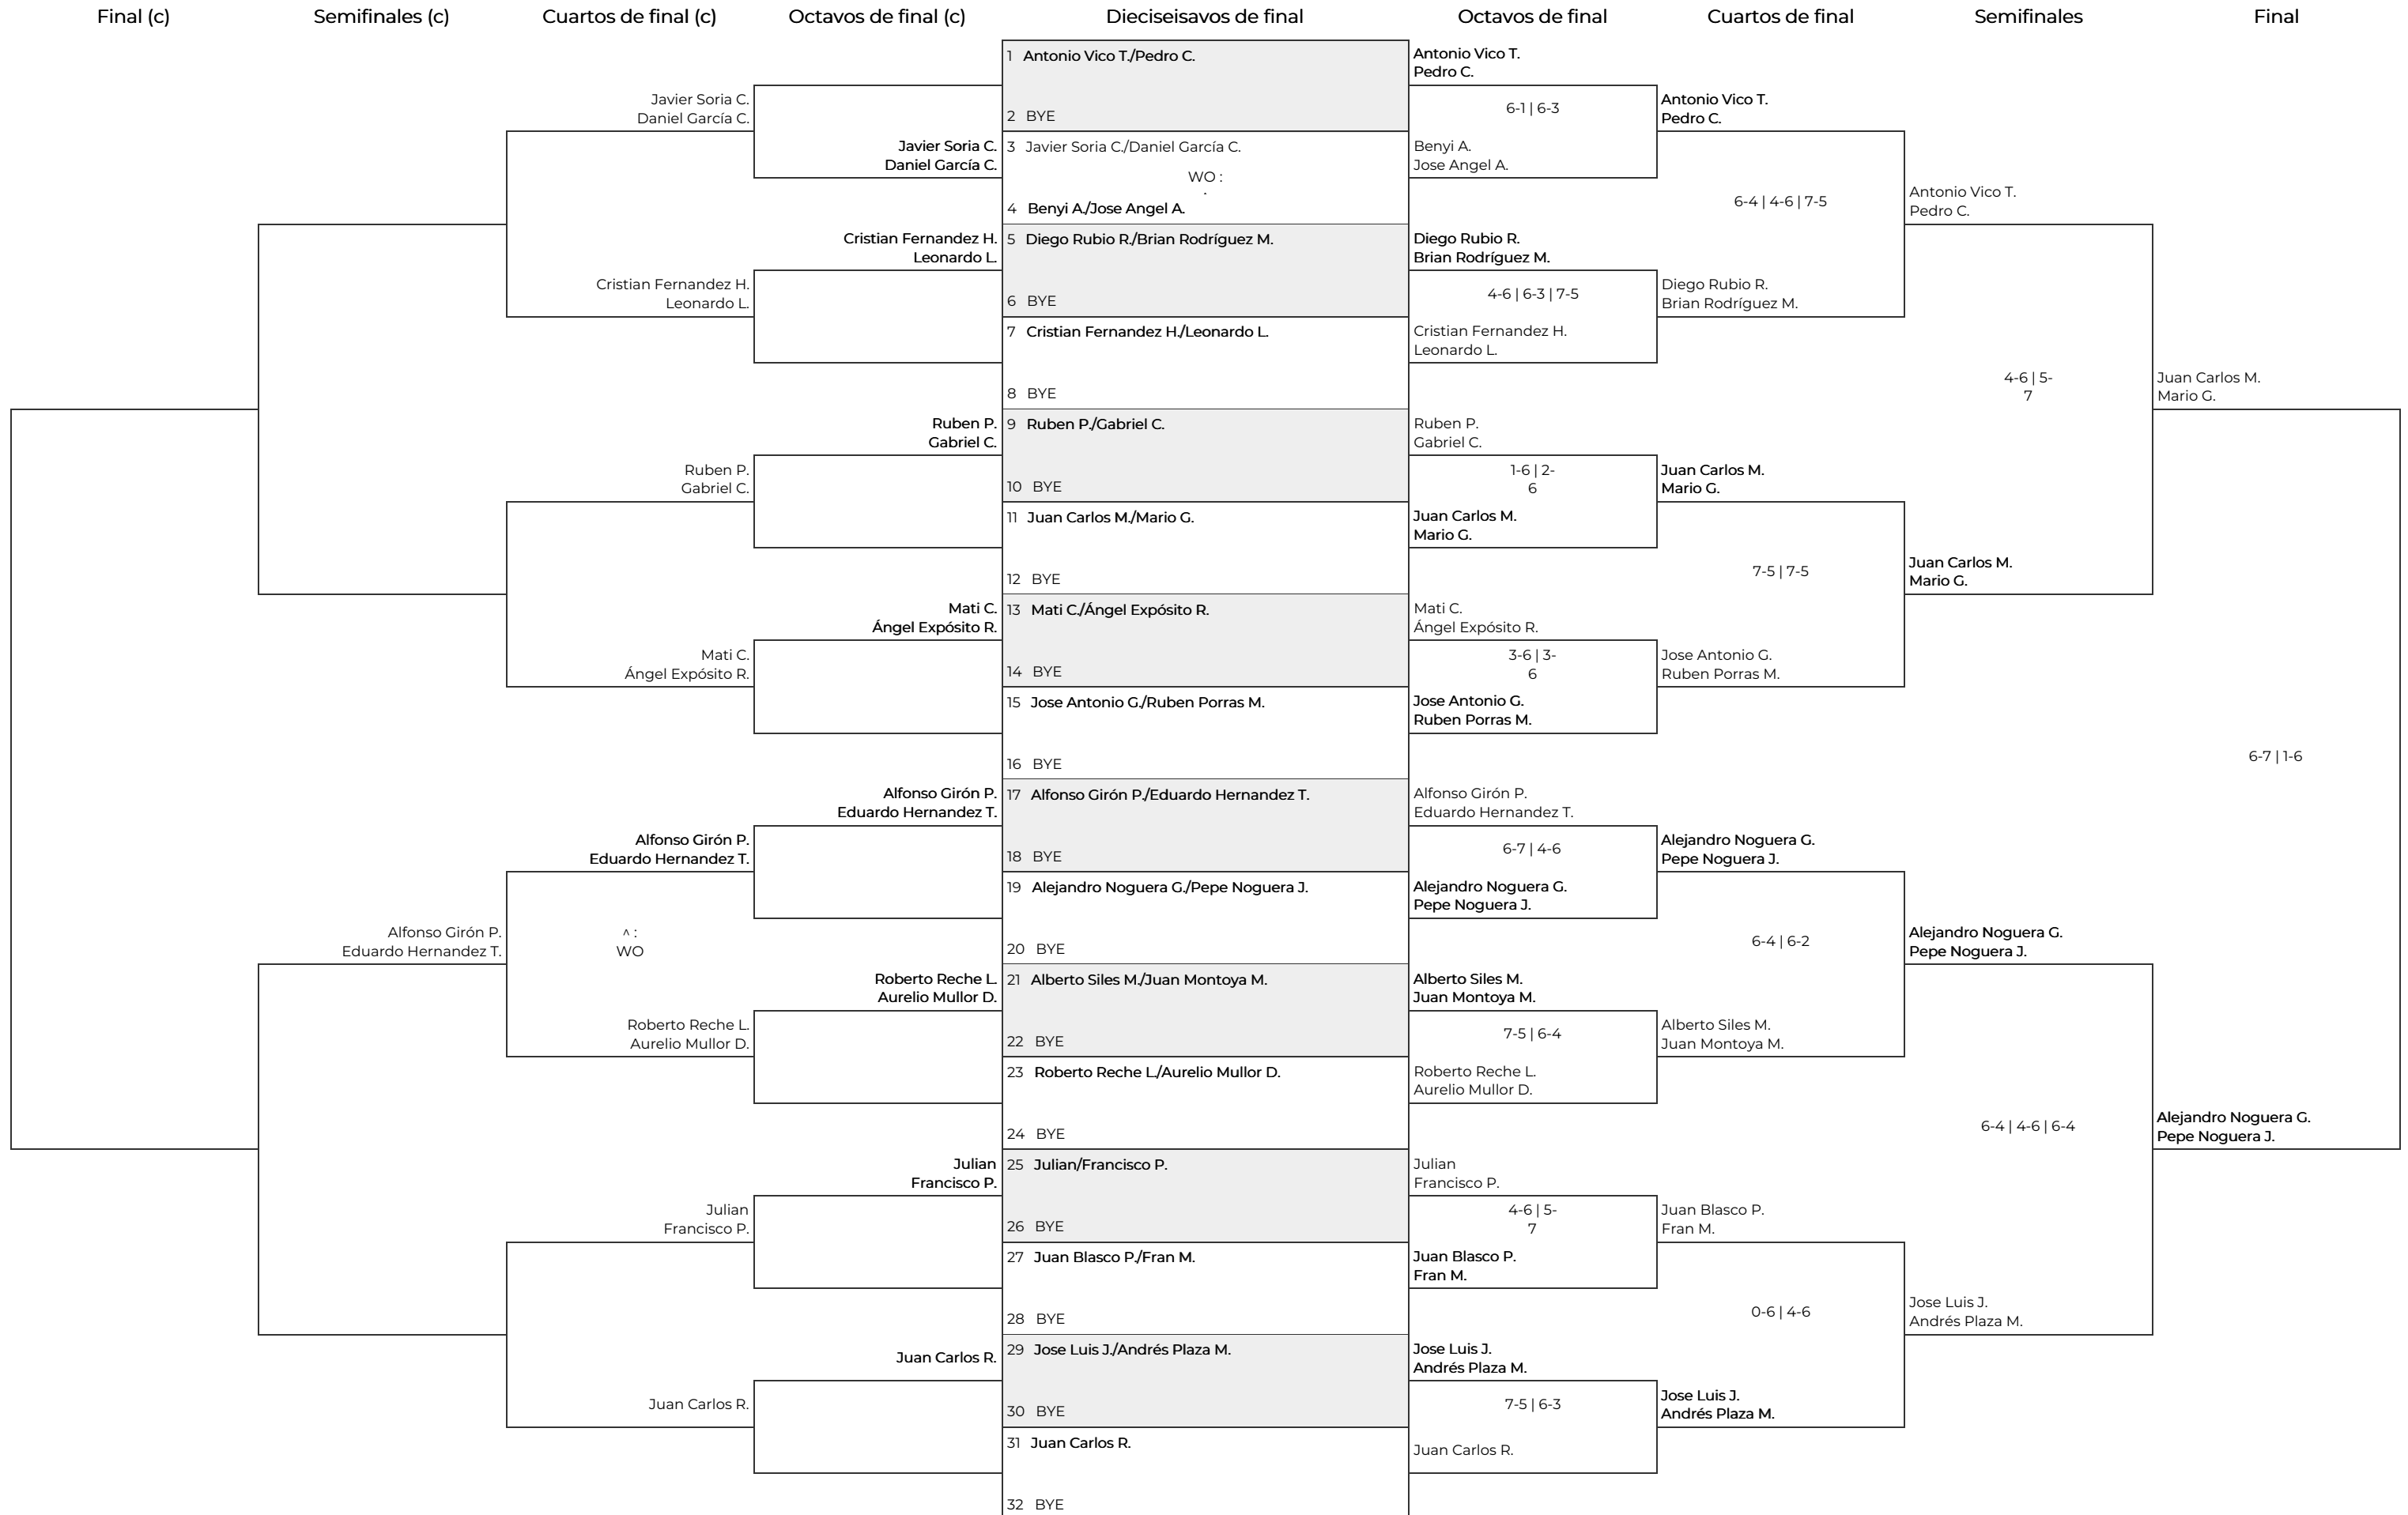 Final (c)
Semifinales (c)
Cuartos de final (c)
Octavos de final (c)
Dieciseisavos de final
Octavos de final
Cuartos de final
Semifinales
Final
Javier Soria C.
Daniel García C.
Cristian Fernandez H.
Leonardo L.
Ruben P.
Gabriel C.
Mati C.
Ángel Expósito R.
Alfonso Girón P.
Eduardo Hernandez T.
Alfonso Girón P.
Eduardo Hernandez T.
^ :
WO
Roberto Reche L.
Aurelio Mullor D.
Julian
Francisco P.
Juan Carlos R.
Javier Soria C.
Daniel García C.
Cristian Fernandez H.
Leonardo L.
Ruben P.
Gabriel C.
Mati C.
Ángel Expósito R.
Alfonso Girón P.
Eduardo Hernandez T.
Roberto Reche L.
Aurelio Mullor D.
Julian
Francisco P.
Juan Carlos R.
1 Antonio Vico T./Pedro C.
2 BYE
3 Javier Soria C./Daniel García C.
WO :
4 Benyi A./Jose Angel A.
5 Diego Rubio R./Brian Rodríguez M.
6 BYE
7 Cristian Fernandez H./Leonardo L.
8 BYE
9 Ruben P./Gabriel C.
10 BYE
11 Juan Carlos M./Mario G.
12 BYE
13 Mati C./Ángel Expósito R.
14 BYE
15 Jose Antonio G./Ruben Porras M.
16 BYE
17 Alfonso Girón P./Eduardo Hernandez T.
18 BYE
19 Alejandro Noguera G./Pepe Noguera J.
20 BYE
21 Alberto Siles M./Juan Montoya M.
22 BYE
23 Roberto Reche L./Aurelio Mullor D.
24 BYE
25 Julian/Francisco P.
26 BYE
27 Juan Blasco P./Fran M.
28 BYE
29 Jose Luis J./Andrés Plaza M.
30 BYE
31 Juan Carlos R.
32 BYE
Antonio Vico T.
Pedro C.
6-1 | 6-3
Benyi A.
Jose Angel A.
Diego Rubio R.
Brian Rodríguez M.
4-6 | 6-3 | 7-5
Cristian Fernandez H.
Leonardo L.
Ruben P.
Gabriel C.
1-6 | 2-
6
Juan Carlos M.
Mario G.
Mati C.
Ángel Expósito R.
3-6 | 3-
6
Jose Antonio G.
Ruben Porras M.
Alfonso Girón P.
Eduardo Hernandez T.
6-7 | 4-6
Alejandro Noguera G.
Pepe Noguera J.
Alberto Siles M.
Juan Montoya M.
7-5 | 6-4
Roberto Reche L.
Aurelio Mullor D.
Julian
Francisco P.
4-6 | 5-
7
Juan Blasco P.
Fran M.
Jose Luis J.
Andrés Plaza M.
7-5 | 6-3
Juan Carlos R.
Antonio Vico T.
Pedro C.
6-4 | 4-6 | 7-5
Diego Rubio R.
Brian Rodríguez M.
Juan Carlos M.
Mario G.
7-5 | 7-5
Jose Antonio G.
Ruben Porras M.
Alejandro Noguera G.
Pepe Noguera J.
6-4 | 6-2
Alberto Siles M.
Juan Montoya M.
Juan Blasco P.
Fran M.
0-6 | 4-6
Jose Luis J.
Andrés Plaza M.
Antonio Vico T.
Pedro C.
4-6 | 5-
7
Juan Carlos M.
Mario G.
Alejandro Noguera G.
Pepe Noguera J.
6-4 | 4-6 | 6-4
Jose Luis J.
Andrés Plaza M.
Juan Carlos M.
Mario G.
6-7 | 1-6
Alejandro Noguera G.
Pepe Noguera J.